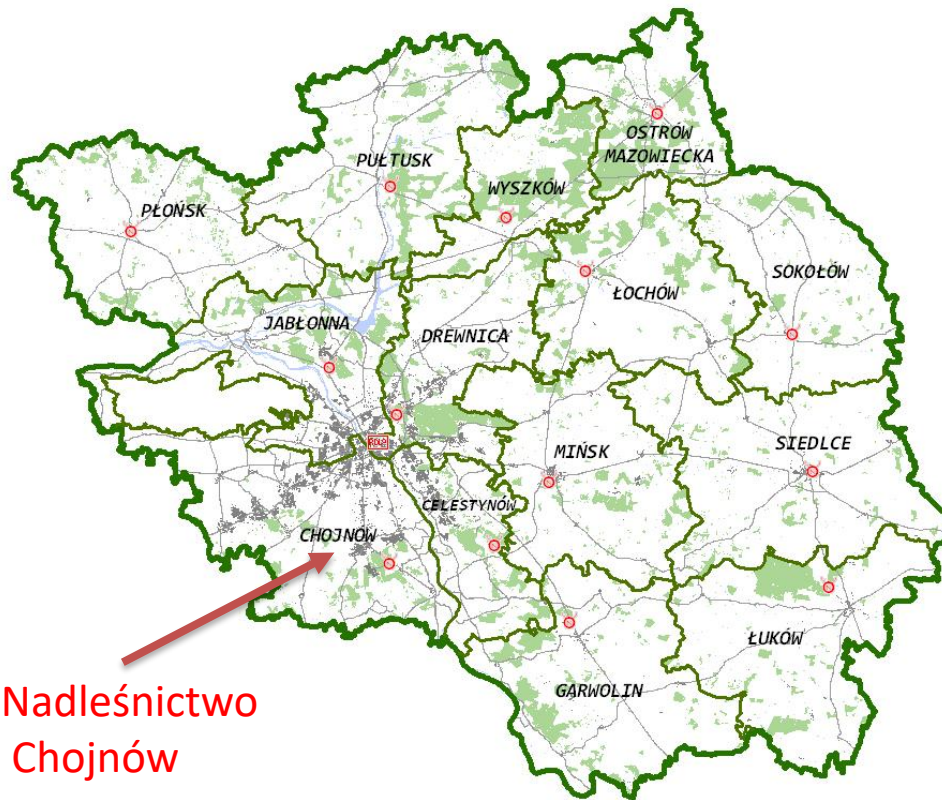 OSTRÓW
MAZOWIECKA
PUŁTUSK
WYSZKÓW
PŁOŃSK
SOKOŁÓW
ŁOCHÓW
JABŁONNA
DREWNICA
SIEDLCE
MIŃSK
CELESTYNÓW
CHOJNÓW
ŁUKÓW
GARWOLIN
Nadleśnictwo
Chojnów